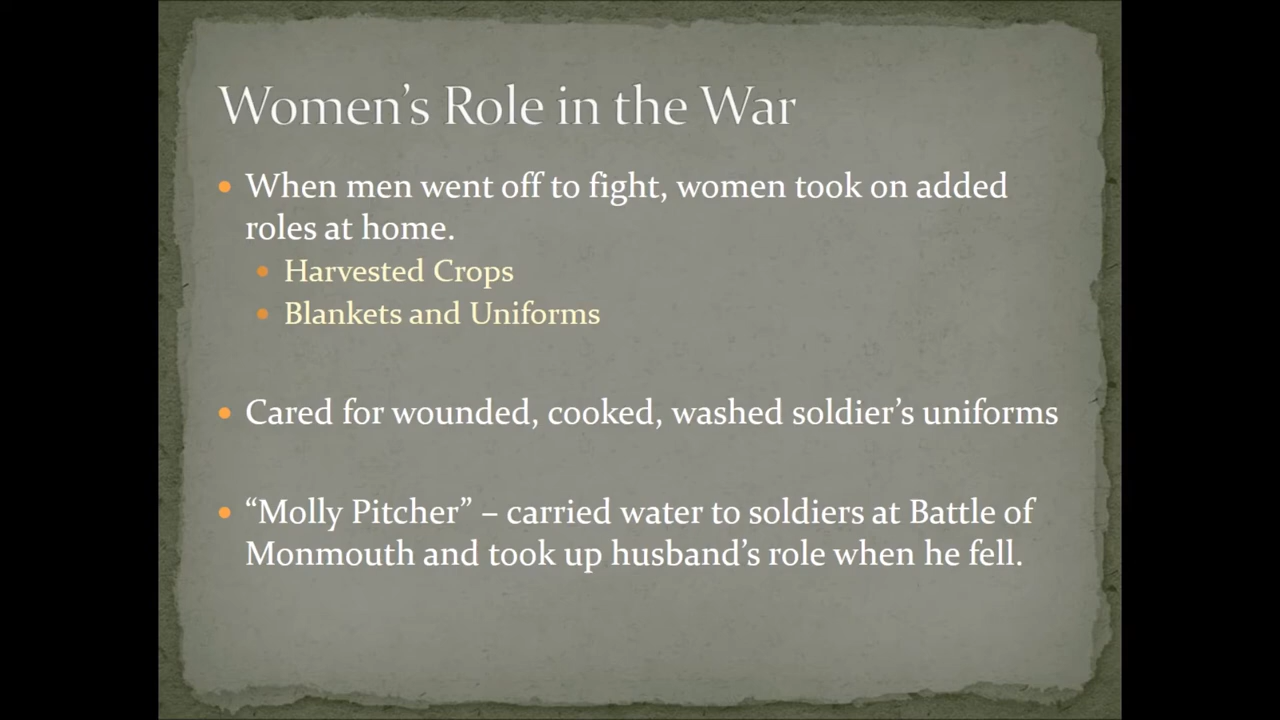 Women’s Role in the War
• When men went off to fight, women took on added
roles at home.
• Harvested Crops
• Blankets and Uniforms
• Cared for wounded, cooked, washed soldier’s uniforms
• “Molly Pitcher” – carried water to soldiers at Battle of
Monmouth and took up husband’s role when he fell.